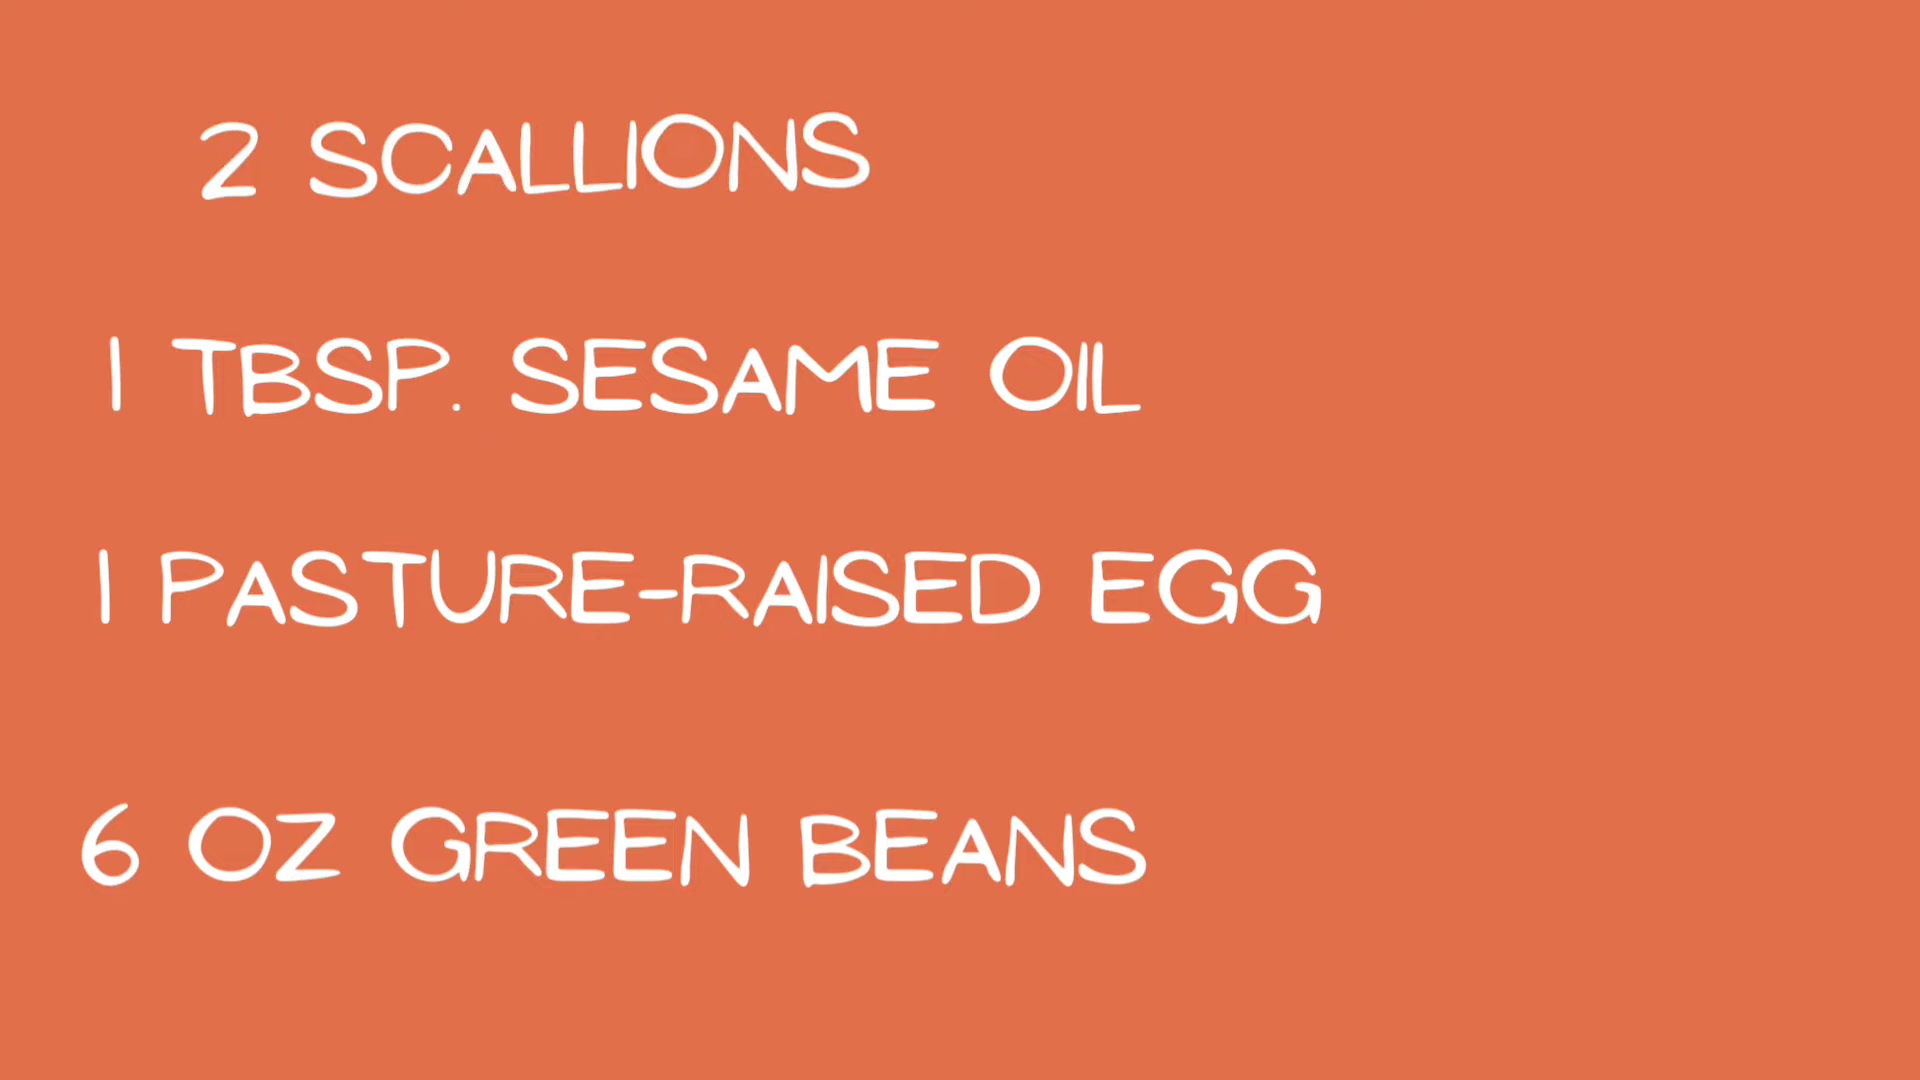 2 SCALLIONS
1 TBSP. SESAME OIL
1 PASTURE-RAISED EGG
6 OZ GREEN BEANS